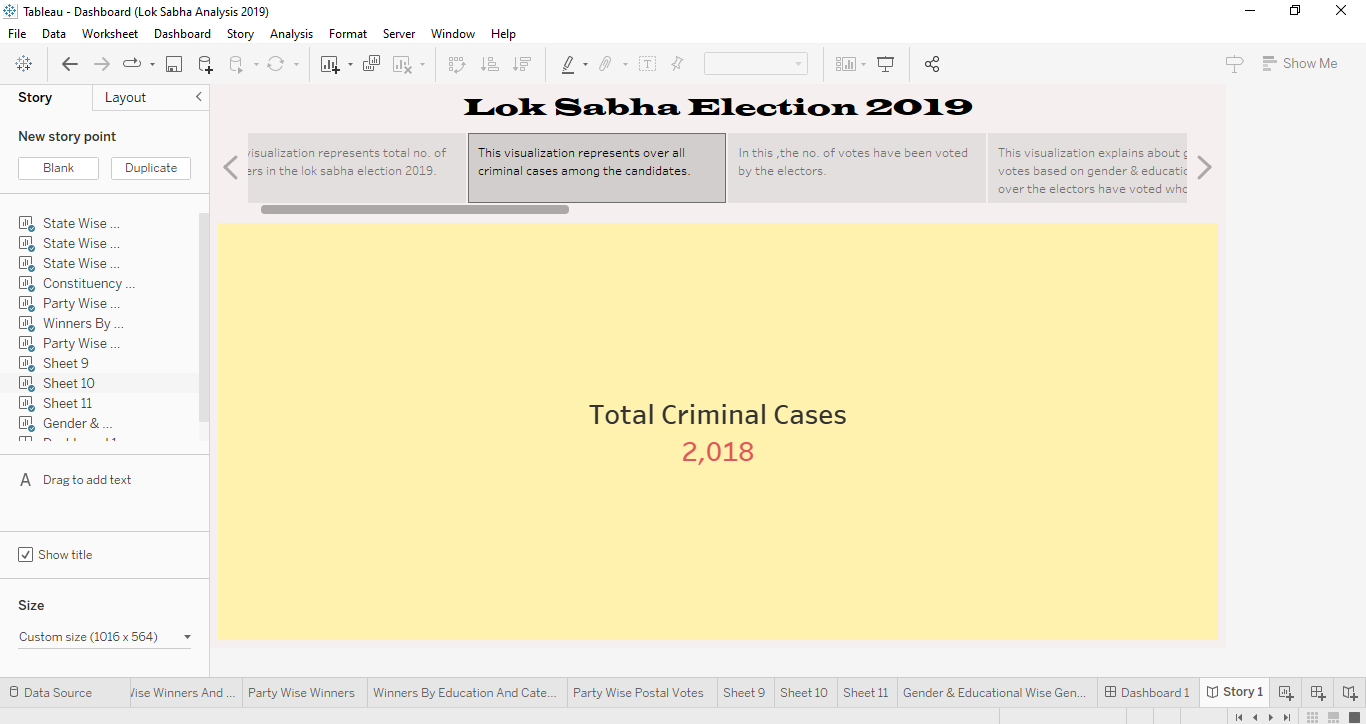 Tableau - Dashboard (Lok Sabha Analysis 2019)
File Data Worksheet Dashboard Story Analysis Format Server Window Help
Show Me
Story Layout
New story point
Blank Duplicate
State Wise ...
State Wise ...
State Wise ...
Constituency ...
Party Wise ...
Winners By ...
Party Wise ...
Sheet 9
Sheet 10
Sheet 11
Gender & ...
A Drag to add text
Show title
Size
Custom size (1016 x 564)
Lok Sabha Election 2019
visualization represents total no. of
ers in the lok sabha election 2019.
This visualization represents over all
criminal cases among the candidates.
In this ,the no. of votes have been voted
by the electors.
This visualization explains about
votes based on gender &
over the electors have voted
Total Criminal Cases
2,018
Data Source Wise Winners And ... Party Wise Winners Winners By Education And Cate... Party Wise Postal Votes Sheet 9 Sheet 10 Sheet 11 Gender & Educational Wise Gen... Dashboard 1 Story 1